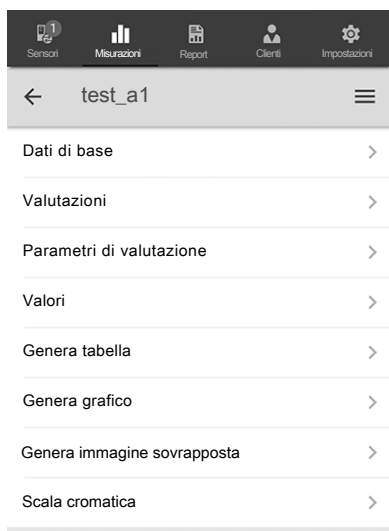 1
Sensori Misurazioni Report Clienti Impostazioni
test_a1
Dati di base
Valutazioni
Parametri di valutazione
Valori
Genera tabella
Genera grafico
Genera immagine sovrapposta
Scala cromatica